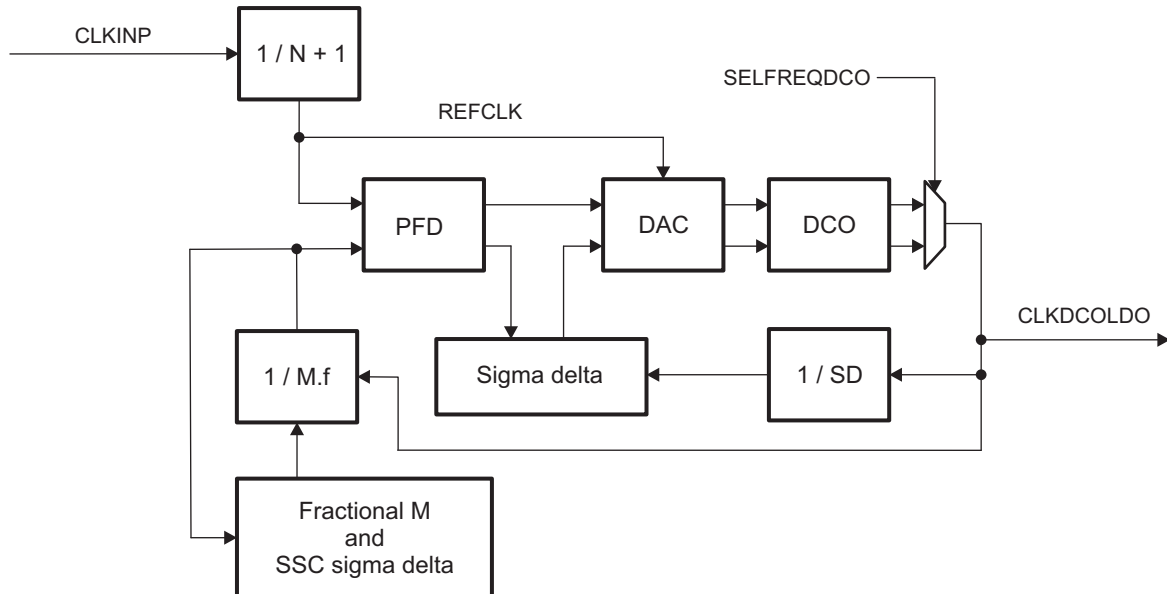 CLKINP
1 / N + 1
SELFREQDCO
REFCLK
PFD
DAC
DCO
CLKDCOLDO
1 / M.f
Sigma delta
1 / SD
Fractional M
and
SSC sigma delta